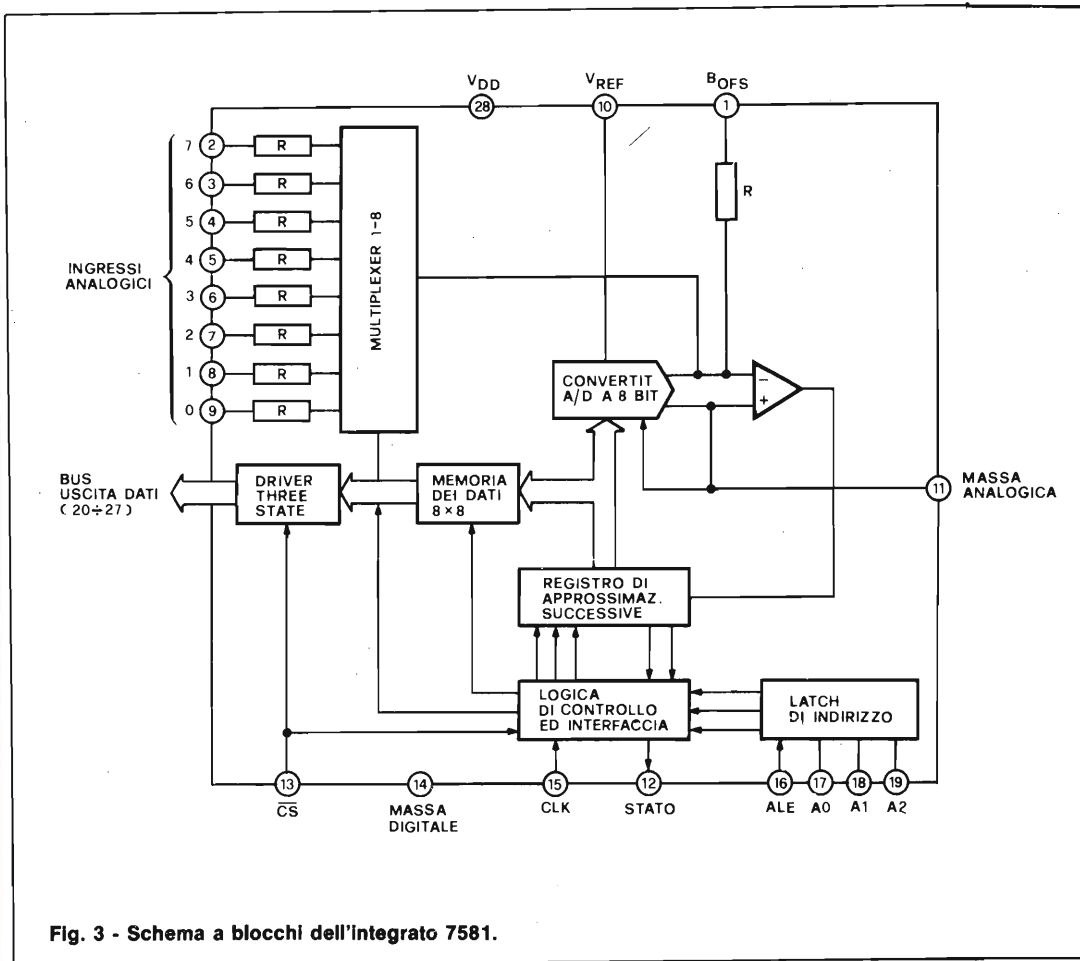 VDD
VREF
BOFS
28
10
1
7 2 R
6 3 R
5 4 R
4 5 R
3 6 R
2 7 R
1 8 R
0 9 R
INGRESSI
ANALOGICI
MULTIPLEXER 1-8
R
CONVERTIT
A/D A 8 BIT
−
+
BUS
USCITA DATI
(20÷27)
DRIVER
THREE
STATE
MEMORIA
DEI DATI
8×8
11
MASSA
ANALOGICA
REGISTRO DI
APPROSSIMAZ.
SUCCESSIVE
LOGICA
DI CONTROLLO
ED INTERFACCIA
LATCH
DI INDIRIZZO
13
14
15
12
16
17
18
19
C̅S̅
MASSA
DIGITALE
CLK
STATO
ALE
A0
A1
A2
Fig. 3 - Schema a blocchi dell'integrato 7581.